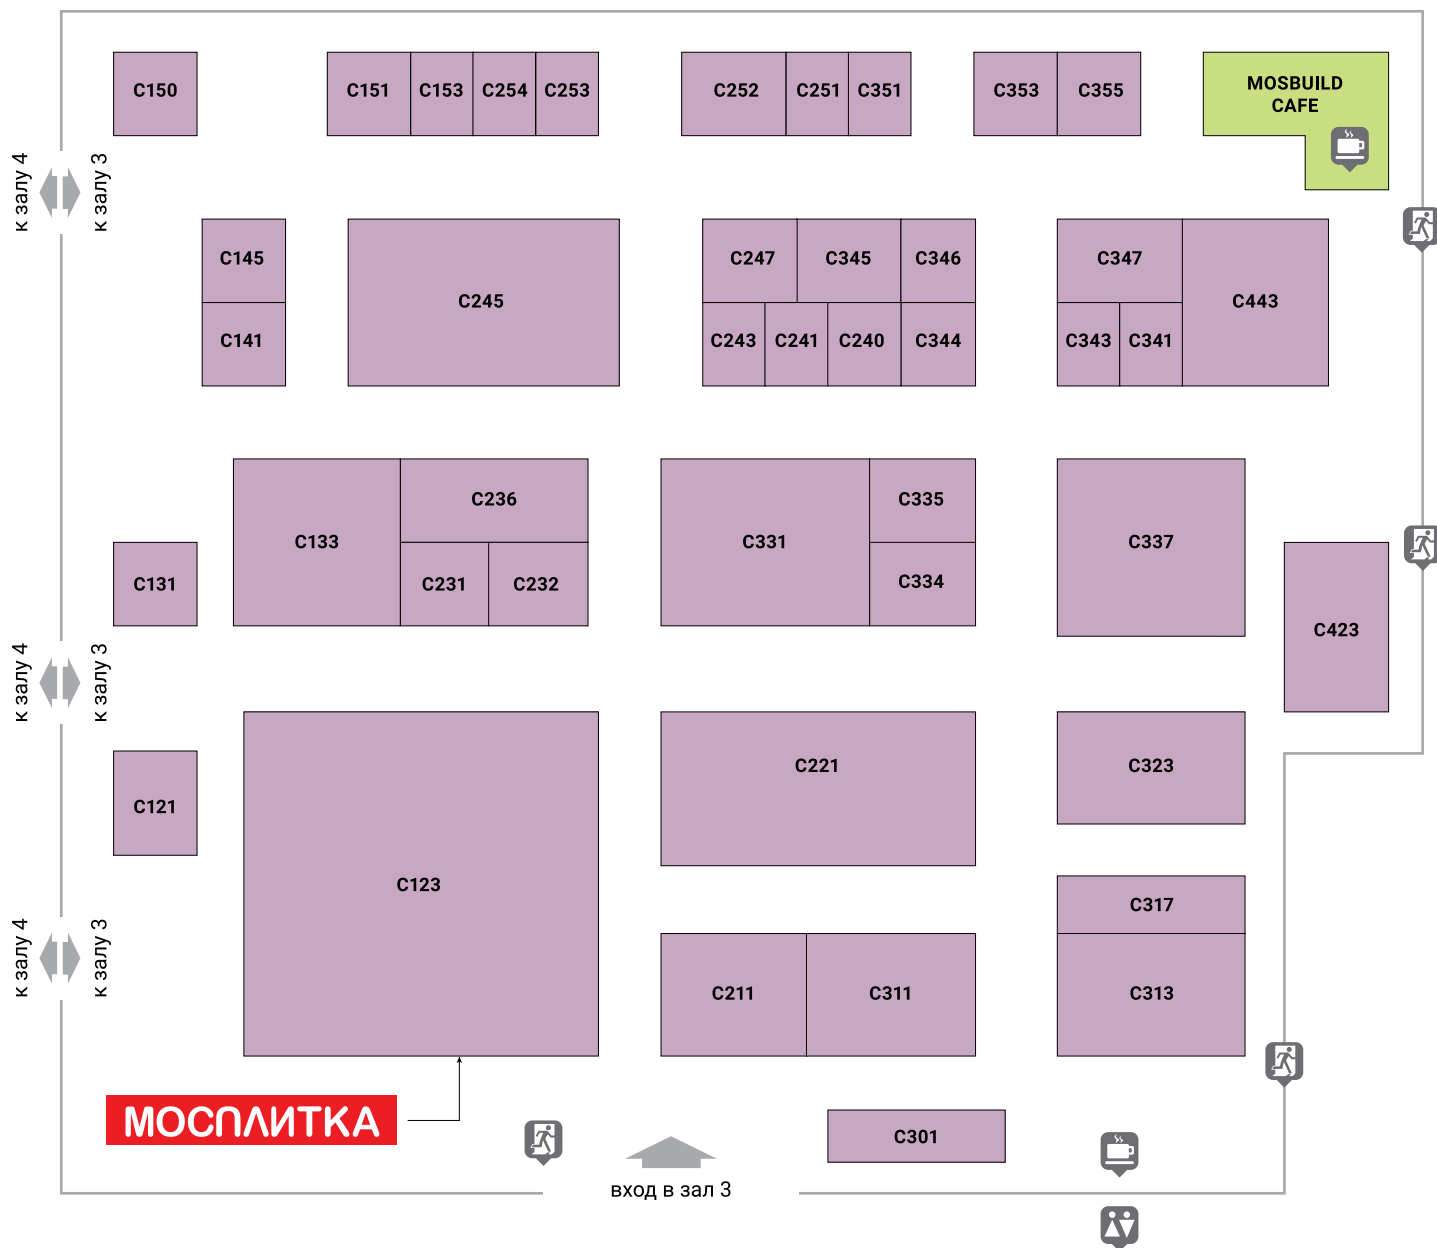 C150
C151
C153
C254
C253
C252
C251
C351
C353
C355
MOSBUILD
CAFE
к залу 4
к залу 3
C145
C141
C245
C247
C345
C346
C243
C241
C240
C344
C347
C343
C341
C443
C133
C236
C231
C232
C131
C331
C335
C334
C337
C423
к залу 4
к залу 3
C121
C123
C221
C323
C317
C211
C311
C313
к залу 4
к залу 3
МОСПЛИТКА
C301
вход в зал 3